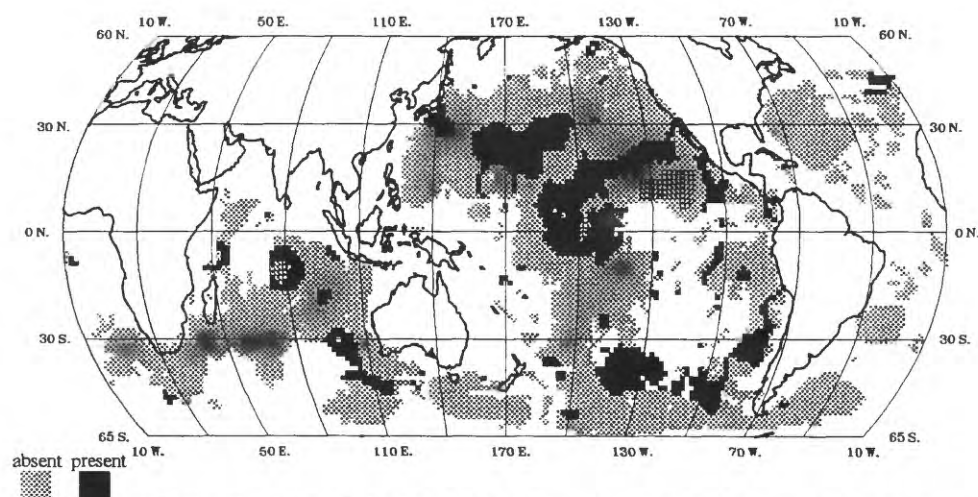 10 W. 50 E. 110 E. 170 W. 130 W. 70 W. 10 W.
60 N. 60 N.
30 N. 30 N.
0 N. 0 N.
30 S. 30 S.
65 S. 65 S.
10 W. 50 E. 110 E. 170 W. 130 W. 70 W. 10 W.
absent present